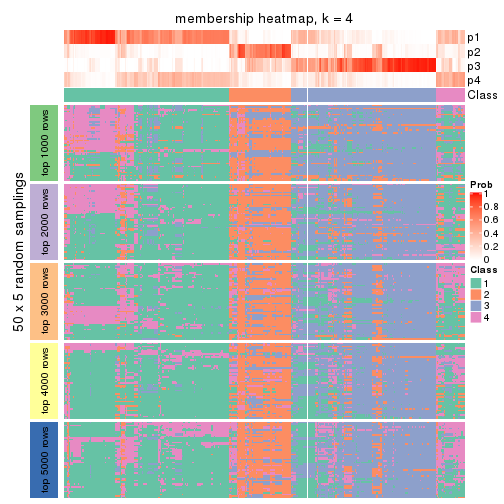 membership heatmap, k = 4
p1
p2
p3
p4
Class
50 x 5 random samplings
top 1000 rows
top 2000 rows
top 3000 rows
top 4000 rows
top 5000 rows
Prob
1
0.8
0.6
0.4
0.2
0
Class
1
2
3
4